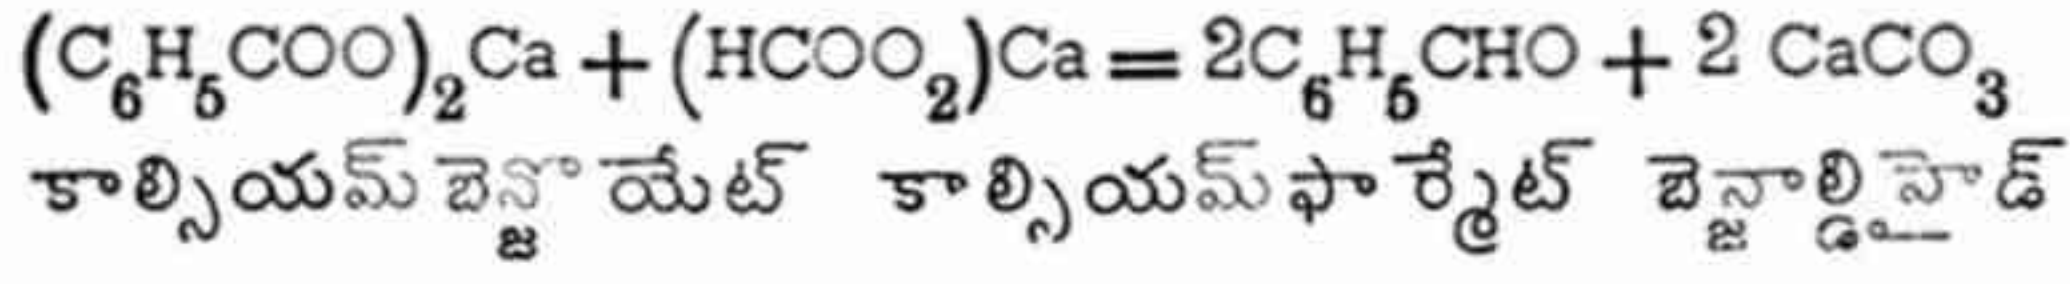 (C₆H₅COO)₂Ca + (HCOO₂)Ca = 2C₆H₅CHO + 2 CaCO₃
కాల్సియమ్ బెన్జొయేట్ కాల్సియమ్ ఫార్మేట్ బెన్జాల్డిహైడ్